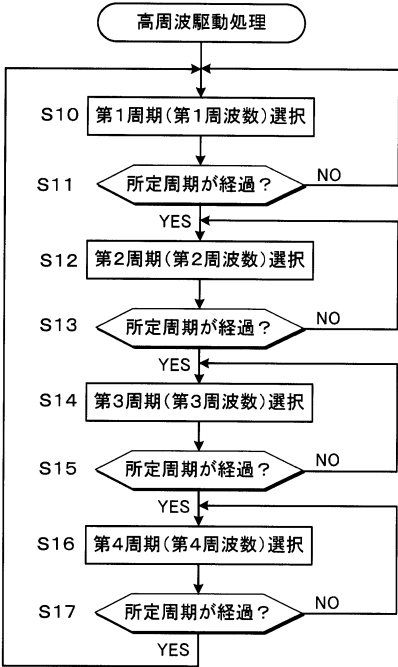 高周波駆動処理
S10 第1周期(第1周波数)選択
S11 所定周期が経過? NO
YES
S12 第2周期(第2周波数)選択
S13 所定周期が経過? NO
YES
S14 第3周期(第3周波数)選択
S15 所定周期が経過? NO
YES
S16 第4周期(第4周波数)選択
S17 所定周期が経過? NO
YES